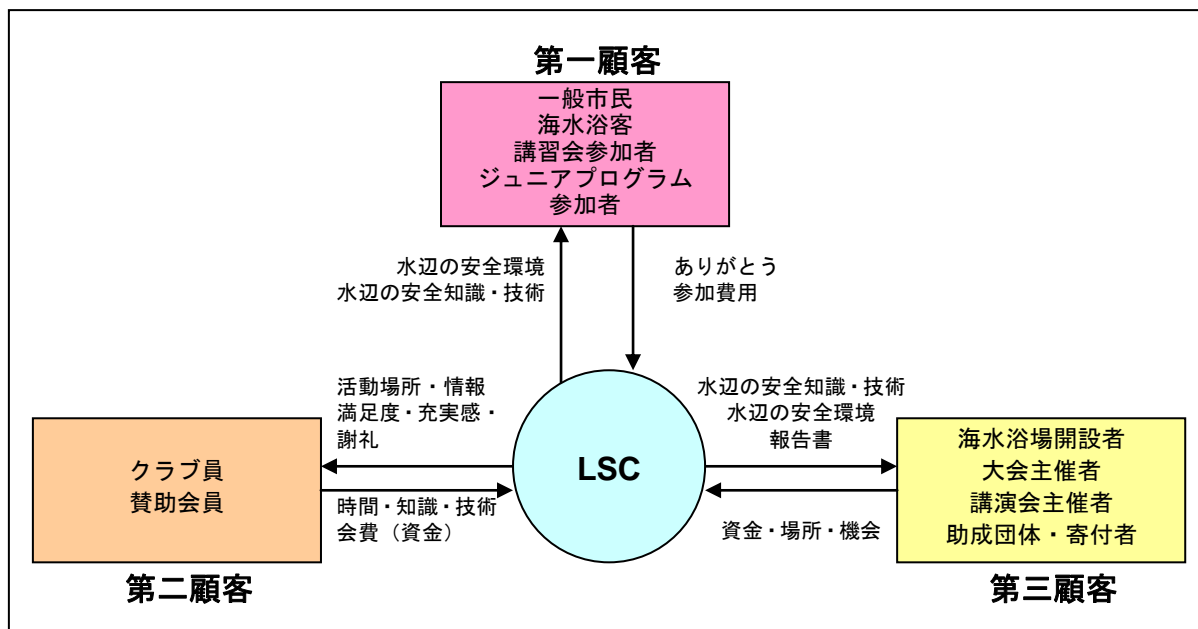 第一顧客
一般市民
海水浴客
講習会参加者
ジュニアプログラム
参加者
水辺の安全環境
水辺の安全知識・技術
ありがとう
参加費用
活動場所・情報
満足度・充実感・
謝礼
水辺の安全知識・技術
水辺の安全環境
報告書
クラブ員
賛助会員
LSC
海水浴場開設者
大会主催者
講演会主催者
助成団体・寄付者
時間・知識・技術
会費（資金）
資金・場所・機会
第二顧客
第三顧客